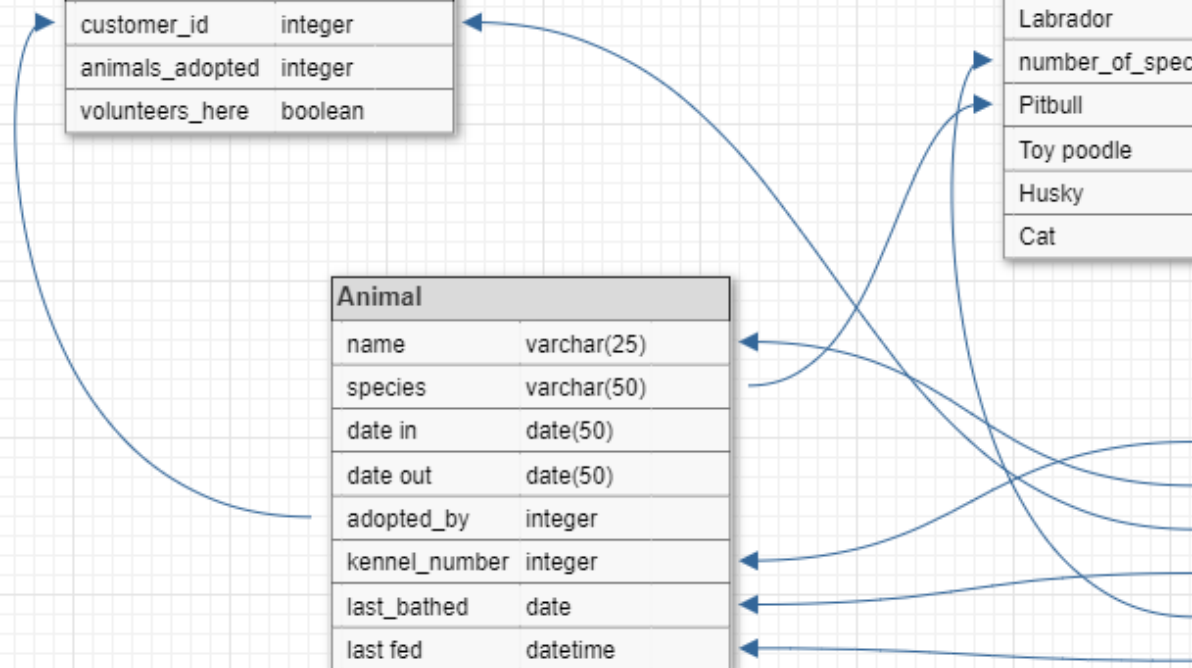 customer_id integer
animals_adopted integer
volunteers_here boolean
Labrador
number_of_spec
Pitbull
Toy poodle
Husky
Cat
Animal
name varchar(25)
species varchar(50)
date in date(50)
date out date(50)
adopted_by integer
kennel_number integer
last_bathed date
last fed datetime